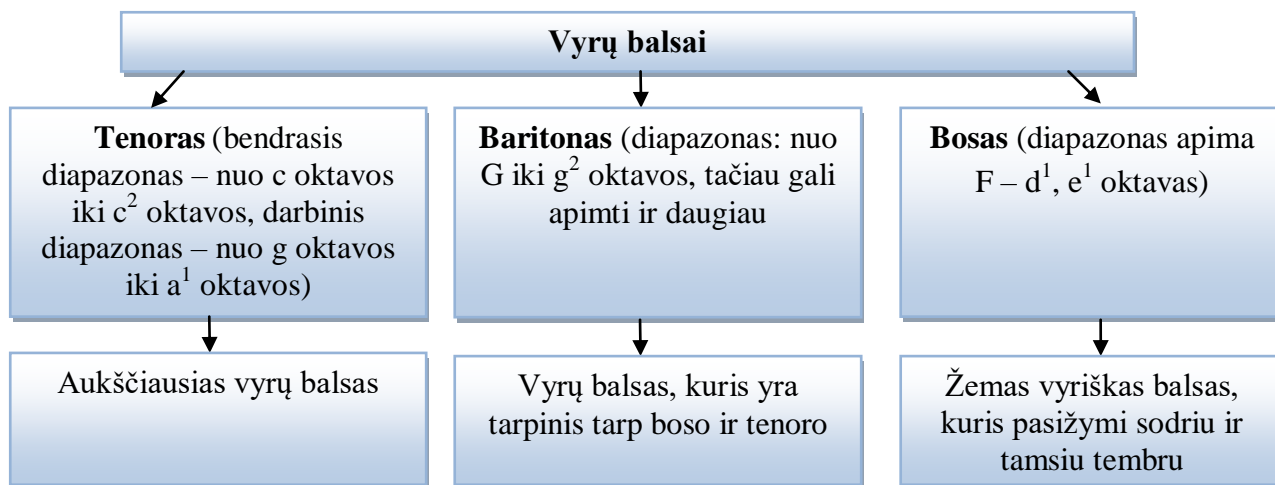 Vyrų balsai
Tenoras (bendrasis
diapazonas – nuo c oktavos
iki c² oktavos, darbinis
diapazonas – nuo g oktavos
iki a¹ oktavos)
Baritonas (diapazonas: nuo
G iki g² oktavos, tačiau gali
apimti ir daugiau
Bosas (diapazonas apima
F – d¹, e¹ oktavas)
Aukščiausias vyrų balsas
Vyrų balsas, kuris yra
tarpinis tarp boso ir tenoro
Žemas vyriškas balsas,
kuris pasižymi sodriu ir
tamsiu tembru